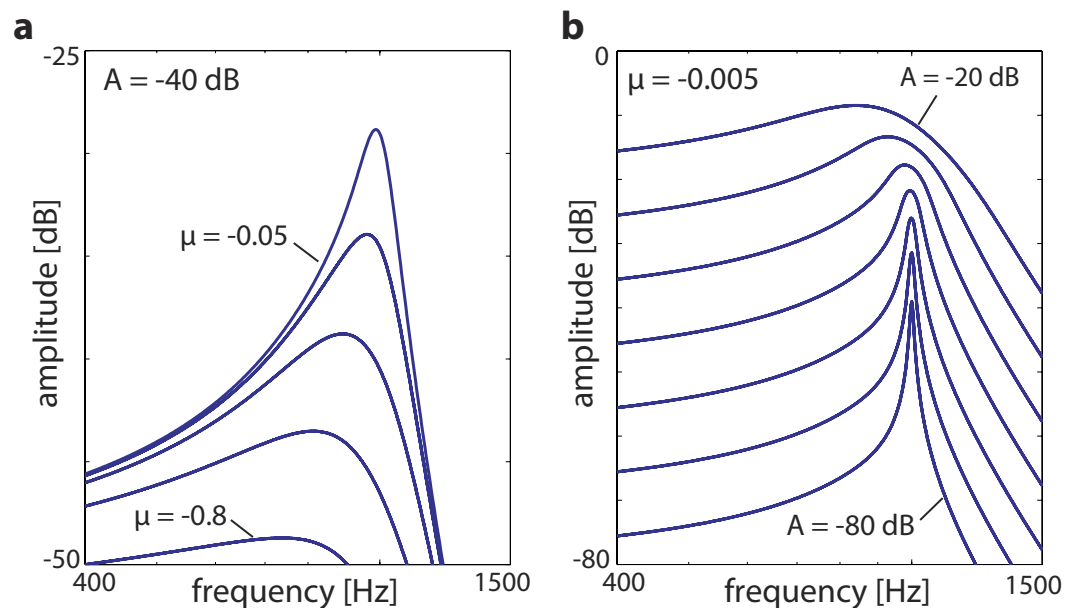 a
-25
A = -40 dB
μ = -0.05
μ = -0.8
amplitude [dB]
-50
400
frequency [Hz]
1500
b
0
μ = -0.005
A = -20 dB
A = -80 dB
amplitude [dB]
-80
400
frequency [Hz]
1500